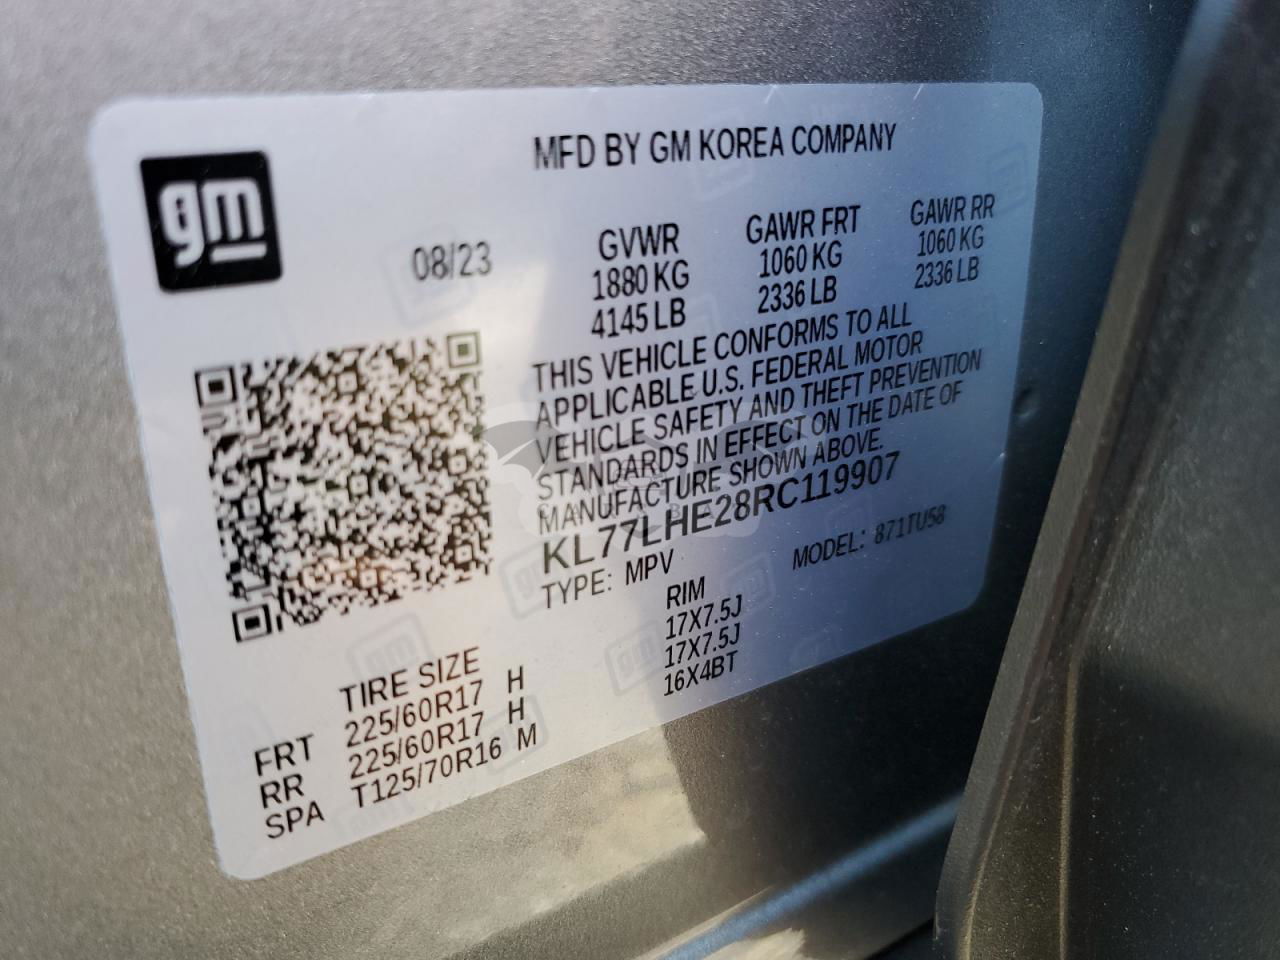 gm
MFD BY GM KOREA COMPANY
08/23
GVWR GAWR FRT GAWR RR
1880 KG 1060 KG 1060 KG
4145 LB 2336 LB 2336 LB
THIS VEHICLE CONFORMS TO ALL
APPLICABLE U.S. FEDERAL MOTOR
VEHICLE SAFETY AND THEFT PREVENTION
STANDARDS IN EFFECT ON THE DATE OF
MANUFACTURE SHOWN ABOVE.
KL77LHE28RC119907
TYPE: MPV MODEL: 871TU58
TIRE SIZE RIM
FRT 225/60R17 H 17X7.5J
RR 225/60R17 H 17X7.5J
SPA T125/70R16 M 16X4BT